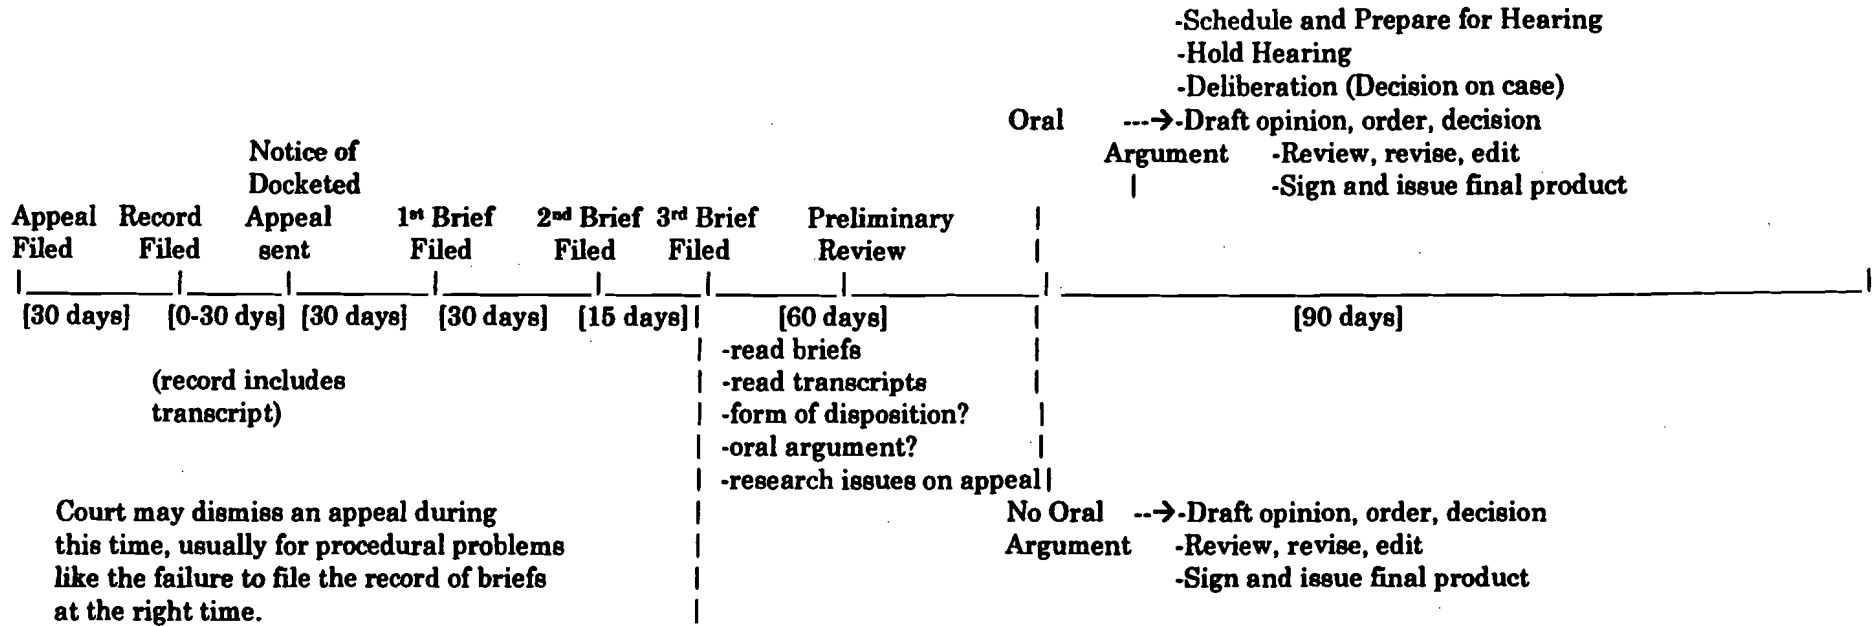 -Schedule and Prepare for Hearing
-Hold Hearing
-Deliberation (Decision on case)
Oral ---→-Draft opinion, order, decision
Argument -Review, revise, edit
-Sign and issue final product
Notice of
Docketed
Appeal Record Appeal 1st Brief 2nd Brief 3rd Brief Preliminary
Filed Filed sent Filed Filed Filed Review
[30 days] [0-30 dys] [30 days] [30 days] [15 days] [60 days] [90 days]
-read briefs
(record includes -read transcripts
transcript) -form of disposition?
-oral argument?
-research issues on appeal
Court may dismiss an appeal during
this time, usually for procedural problems
like the failure to file the record of briefs
at the right time.
No Oral --→-Draft opinion, order, decision
Argument -Review, revise, edit
-Sign and issue final product